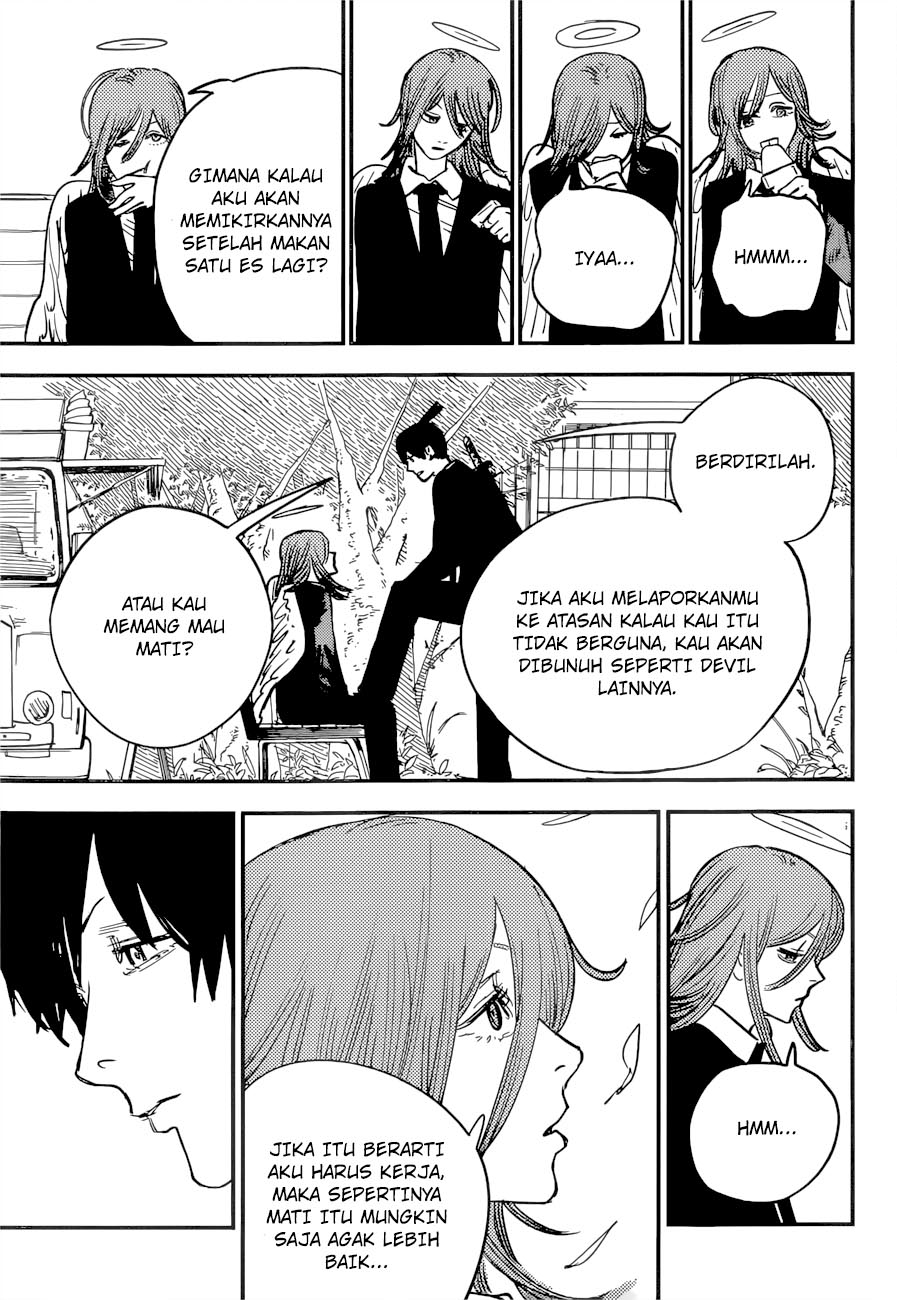 HMMM...
IYAA...
GIMANA KALAU
AKU AKAN
MEMIKIRKANNYA
SETELAH MAKAN
SATU ES LAGI?
BERDIRILAH.
JIKA AKU MELAPORKANMU
KE ATASAN KALAU KAU ITU
TIDAK BERGUNA, KAU AKAN
DIBUNUH SEPERTI DEVIL
LAINNYA.
ATAU KAU
MEMANG MAU
MATI?
HMM...
JIKA ITU BERARTI
AKU HARUS KERJA,
MAKA SEPERTINYA
MATI ITU MUNGKIN
SAJA AGAK LEBIH
BAIK...